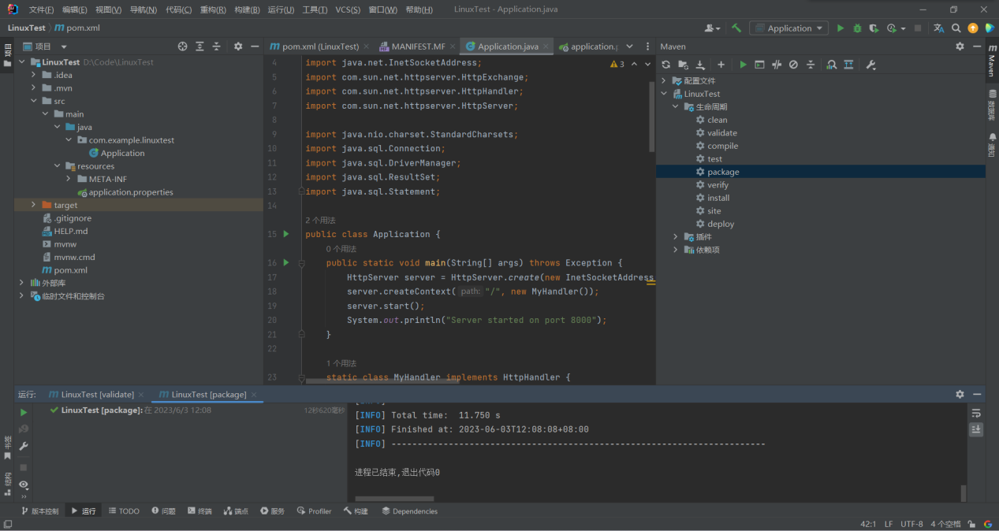 文件(F) 编辑(E) 视图(V) 导航(N) 代码(C) 重构(R) 构建(B) 运行(U) 工具(T) VCS(S) 窗口(W) 帮助(H) LinuxTest - Application.java
LinuxTest pom.xml Application
项目 pom.xml (LinuxTest) MANIFEST.MF Application.java application.p Maven
项目
LinuxTest D:\Code\LinuxTest
.idea
.mvn
src
main
java
com.example.linuxtest
Application
resources
META-INF
application.properties
target
.gitignore
HELP.md
mvnw
mvnw.cmd
pom.xml
外部库
临时文件和控制台
3
4 import java.net.InetSocketAddress;
5 import com.sun.net.httpserver.HttpExchange;
6 import com.sun.net.httpserver.HttpHandler;
7 import com.sun.net.httpserver.HttpServer;
8
9 import java.nio.charset.StandardCharsets;
10 import java.sql.Connection;
11 import java.sql.DriverManager;
12 import java.sql.ResultSet;
13 import java.sql.Statement;
14
2 个用法
15 public class Application {
0 个用法
16 public static void main(String[] args) throws Exception {
17 HttpServer server = HttpServer.create(new InetSocketAddress
18 server.createContext( path: "/", new MyHandler());
19 server.start();
20 System.out.println("Server started on port 8000");
21 }
22
1 个用法
23 static class MyHandler implements HttpHandler {
配置文件
LinuxTest
生命周期
clean
validate
compile
test
package
verify
install
site
deploy
插件
依赖项
Maven
数据库
通知
运行: LinuxTest [validate] LinuxTest [package]
LinuxTest [package]: 在 2023/6/3 12:08 12秒620毫秒
[INFO] Total time: 11.750 s
[INFO] Finished at: 2023-06-03T12:08:08+08:00
[INFO] ------------------------------------------------------------------------
进程已结束,退出代码0
书签
结构
版本控制 运行 TODO 问题 终端 端点 服务 Profiler 构建 Dependencies
42:1 LF UTF-8 4 个空格